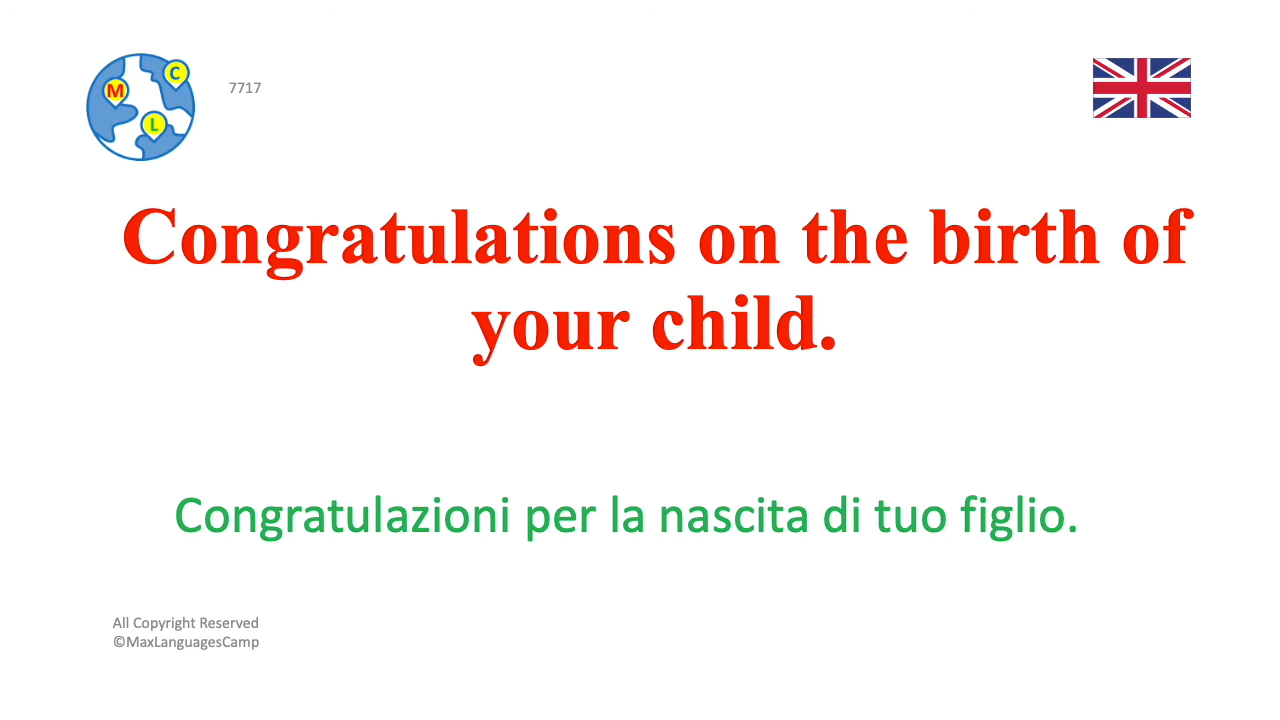 M
C
L
7717
Congratulations on the birth of
your child.
Congratulazioni per la nascita di tuo figlio.
All Copyright Reserved
©MaxLanguagesCamp